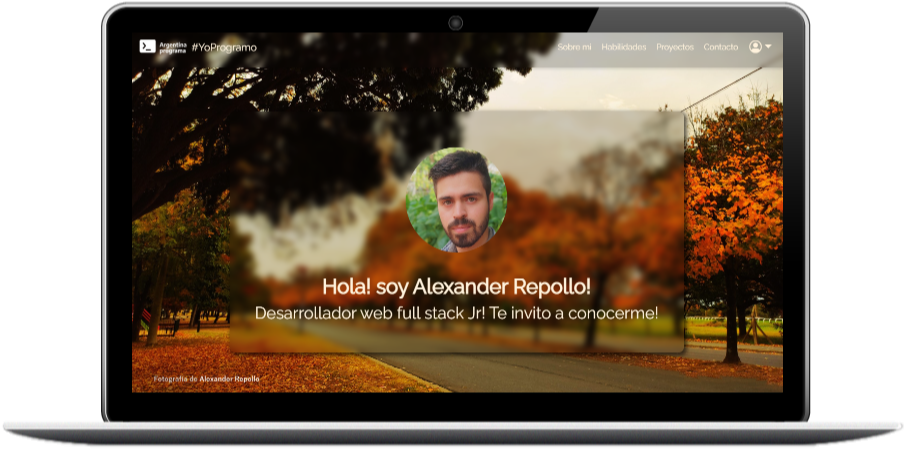 Argentina
programa
#YoProgramo
Sobre mi
Habilidades
Proyectos
Contacto
Hola! soy Alexander Repollo!
Desarrollador web full stack Jr! Te invito a conocerme!
Fotografía de Alexander Repollo